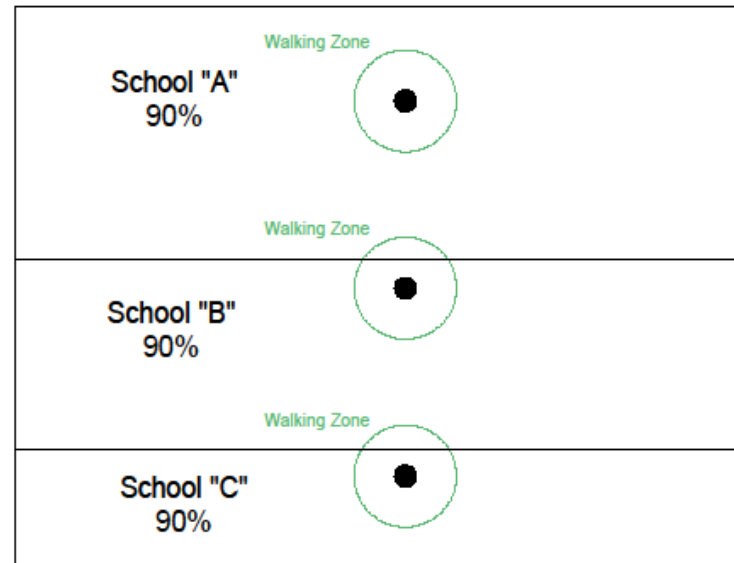 Walking Zone
School "A"
90%
Walking Zone
School "B"
90%
Walking Zone
School "C"
90%